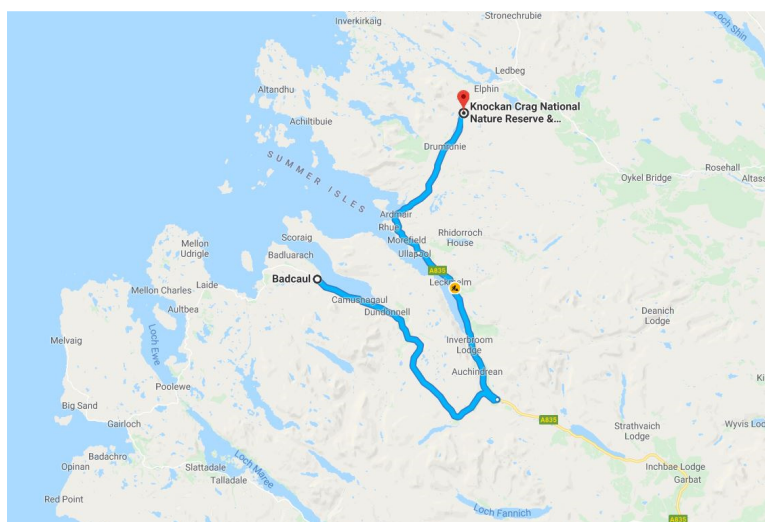 Inverkirkaig
Stronechrubie
Loch Shin
Ledbeg
Elphin
Altandhu
Knockan Crag National
Nature Reserve &...
Achiltibuie
Drumrunie
SUMMER ISLES
Rosehall
Oykel Bridge
Altass
Ardmair
Rhue
Scoraig
Morefield
Rhidorroch
House
Mellon
Udrigle
Badluarach
Ullapool
A835
Badcaul
Leckmelm
Laide
Mellon Charles
Camusnagaul
Aultbea
Dundonnell
Deanich
Lodge
Loch Ewe
Inverbroom
Lodge
Melvaig
Auchindrean
Poolewe
Ki
Big Sand
A835
Strathvaich
Lodge
Wyvis Loc
Gairloch
Badachro
Loch Maree
Opinan
Slattadale
Talladale
Inchbae Lodge
Garbat
Red Point
Loch Fannich
A835